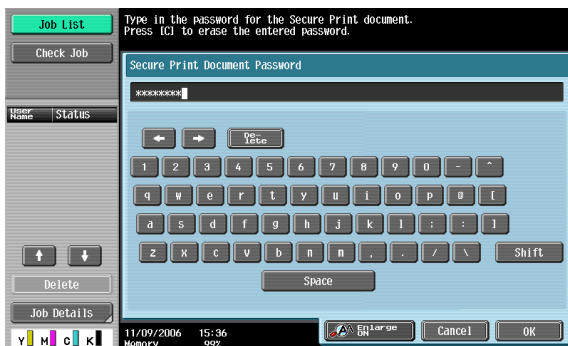 Job List
Type in the password for the Secure Print document.
Press [C] to erase the entered password.
Check Job
Secure Print Document Password
********
User Name Status
← → De-lete
1 2 3 4 5 6 7 8 9 0 - ^
q w e r t y u i o p @ [
a s d f g h j k l ; : ]
z x c v b n m , . / \ Shift
↑ ↓
Space
Delete
Job Details
11/09/2006 15:36
Enlarge ON Cancel OK
Y M C K
Memory 99%